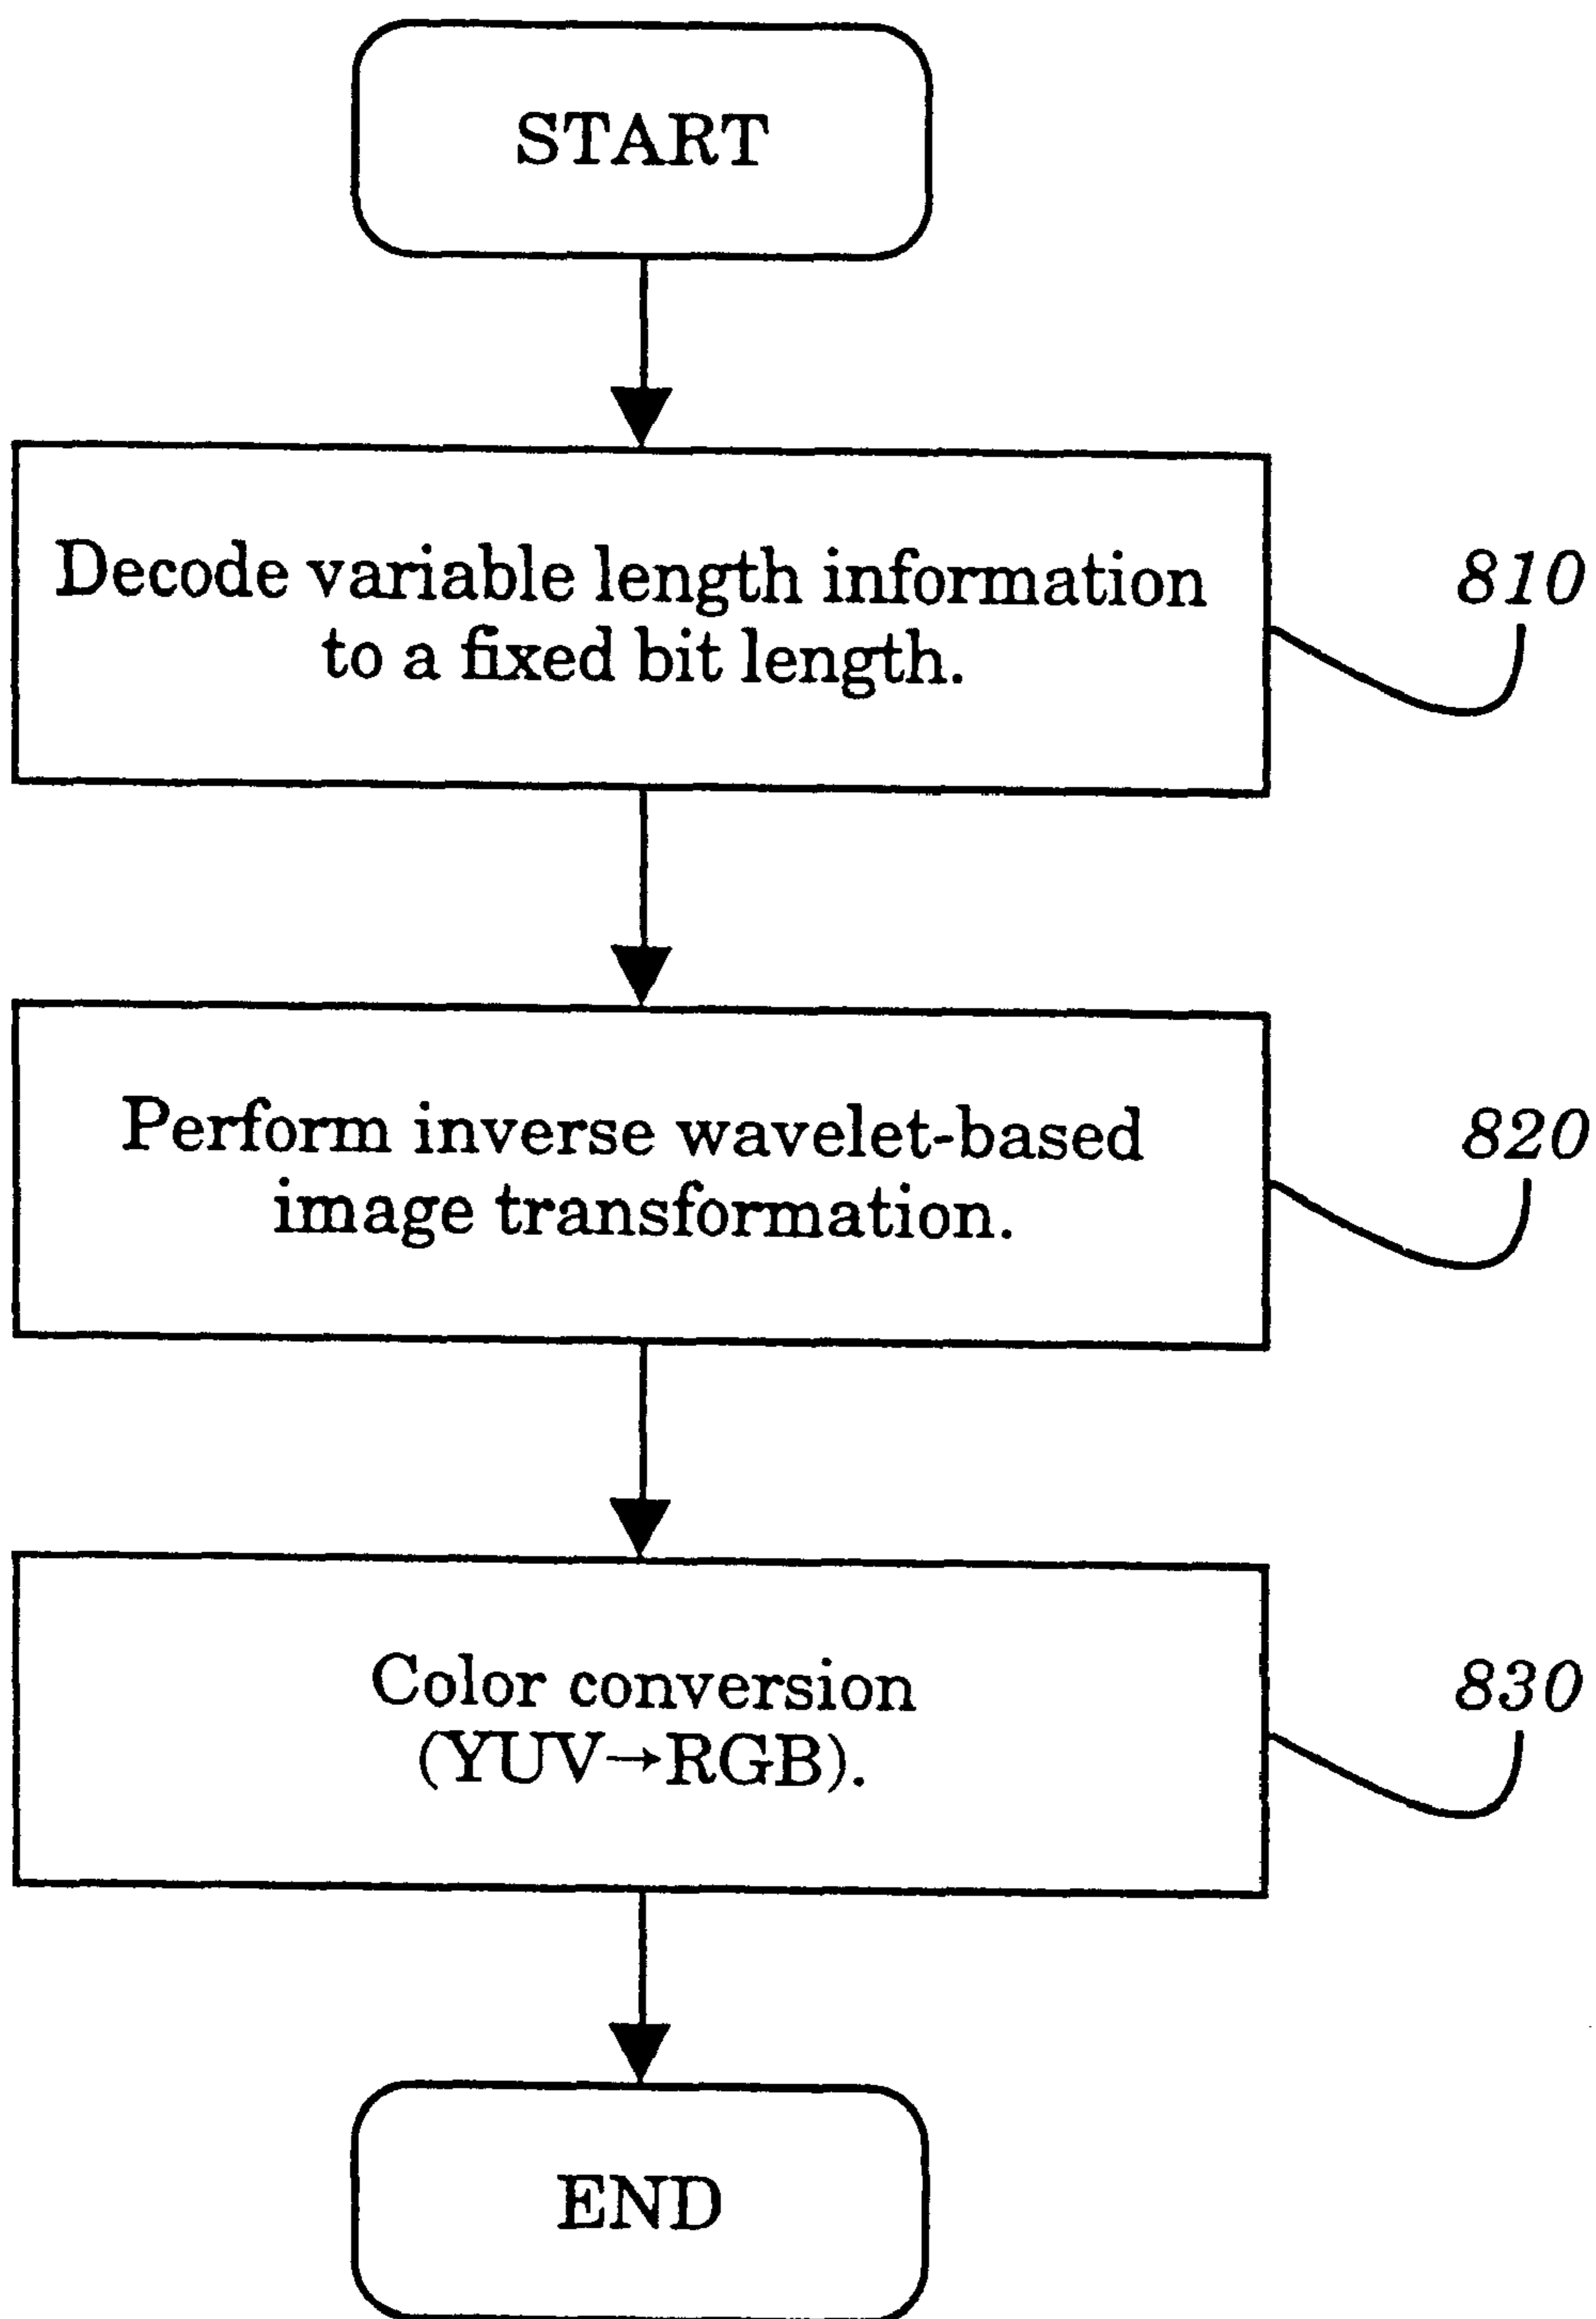 START
Decode variable length information
to a fixed bit length.
810
Perform inverse wavelet-based
image transformation.
820
Color conversion
(YUV→RGB).
830
END